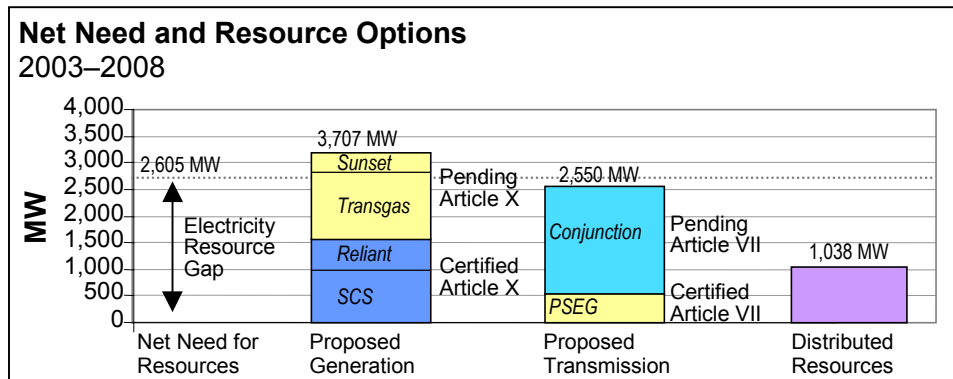 Net Need and Resource Options
2003–2008
MW
4,000
3,500
3,000
2,500
2,000
1,500
1,000
500
0
2,605 MW
Electricity
Resource
Gap
3,707 MW
Sunset
Transgas
Reliant
SCS
Pending
Article X
Certified
Article X
2,550 MW
Conjunction
PSEG
Pending
Article VII
Certified
Article VII
1,038 MW
Net Need for
Resources
Proposed
Generation
Proposed
Transmission
Distributed
Resources